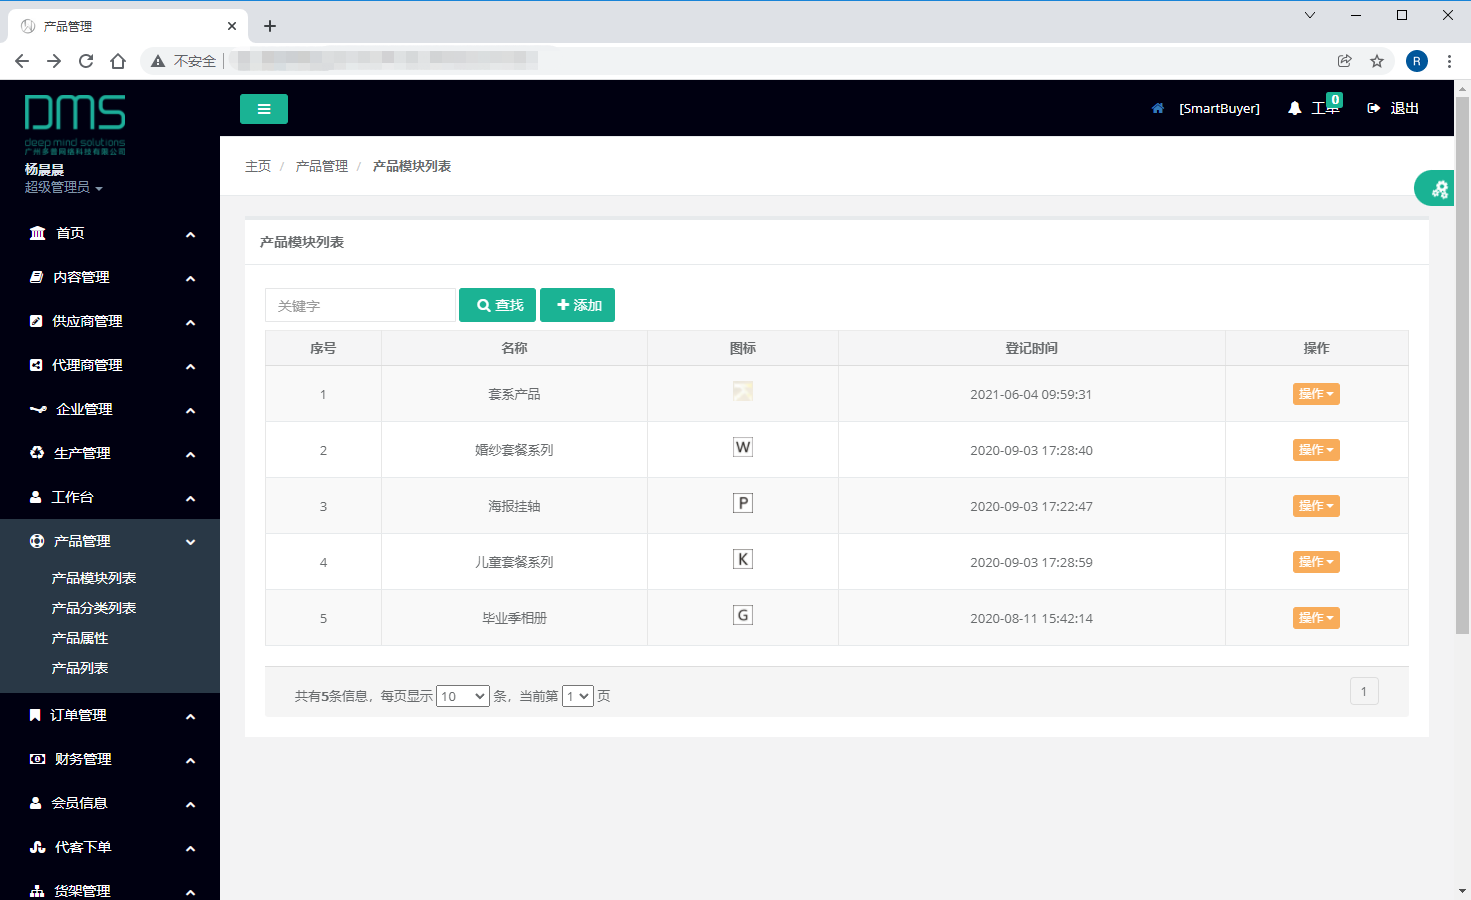 产品管理
不安全
DMS
deep mind solutions
广州多普网络科技有限公司
杨晨晨
超级管理员
首页
内容管理
供应商管理
代理商管理
企业管理
生产管理
工作台
产品管理
产品模块列表
产品分类列表
产品属性
产品列表
订单管理
财务管理
会员信息
代客下单
货架管理
[SmartBuyer] 工单 0 退出
主页 / 产品管理 / 产品模块列表
产品模块列表
关键字 查找 添加
序号 名称 图标 登记时间 操作
1 套系产品 2021-06-04 09:59:31 操作
2 婚纱套餐系列 W 2020-09-03 17:28:40 操作
3 海报挂轴 P 2020-09-03 17:22:47 操作
4 儿童套餐系列 K 2020-09-03 17:28:59 操作
5 毕业季相册 G 2020-08-11 15:42:14 操作
共有5条信息，每页显示 10 条，当前第 1 页 1
R